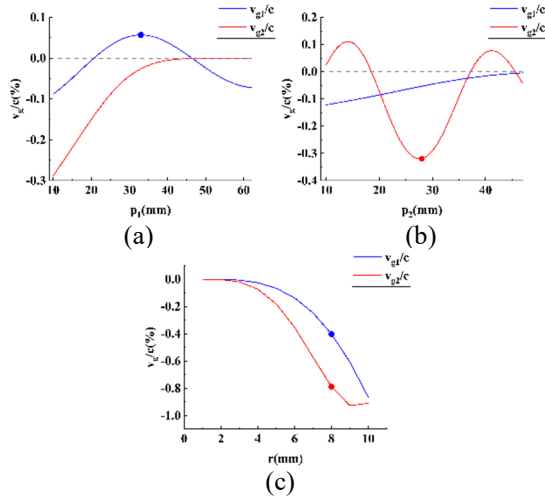 v_g1/c
v_g2/c
v_g1/c
v_g2/c
0.1
0.0
-0.1
-0.2
-0.3
v_g/c(%)
10 20 30 40 50 60
p_1(mm)
(a)
0.2
0.1
0.0
-0.1
-0.2
-0.3
-0.4
v_g/c(%)
10 20 30 40
p_2(mm)
(b)
v_g1/c
v_g2/c
0.0
-0.2
-0.4
-0.6
-0.8
-1.0
v_g/c(%)
0 2 4 6 8 10
r(mm)
(c)